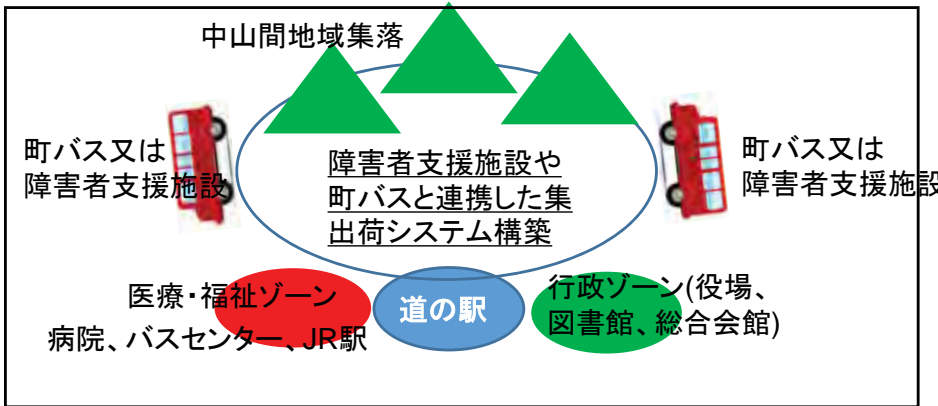 中山間地域集落
町バス又は
障害者支援施設
障害者支援施設や
町バスと連携した集
出荷システム構築
町バス又は
障害者支援施設
医療・福祉ゾーン
病院、バスセンター、JR駅
道の駅
行政ゾーン(役場、
図書館、総合会館)